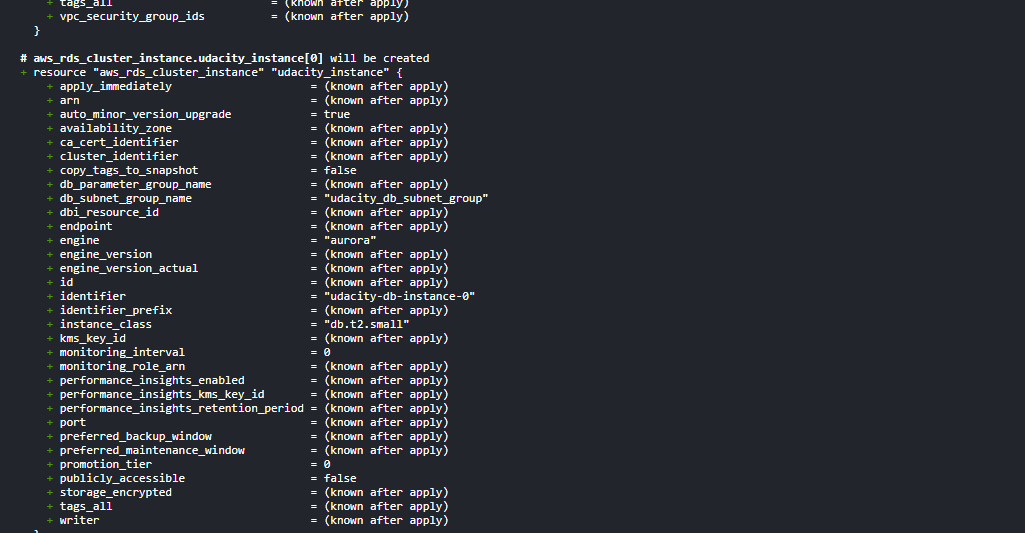 + tags_all = (known after apply)
+ vpc_security_group_ids = (known after apply)
}
# aws_rds_cluster_instance.udacity_instance[0] will be created
+ resource "aws_rds_cluster_instance" "udacity_instance" {
+ apply_immediately = (known after apply)
+ arn = (known after apply)
+ auto_minor_version_upgrade = true
+ availability_zone = (known after apply)
+ ca_cert_identifier = (known after apply)
+ cluster_identifier = (known after apply)
+ copy_tags_to_snapshot = false
+ db_parameter_group_name = (known after apply)
+ db_subnet_group_name = "udacity_db_subnet_group"
+ dbi_resource_id = (known after apply)
+ endpoint = (known after apply)
+ engine = "aurora"
+ engine_version = (known after apply)
+ engine_version_actual = (known after apply)
+ id = (known after apply)
+ identifier = "udacity-db-instance-0"
+ identifier_prefix = (known after apply)
+ instance_class = "db.t2.small"
+ kms_key_id = (known after apply)
+ monitoring_interval = 0
+ monitoring_role_arn = (known after apply)
+ performance_insights_enabled = (known after apply)
+ performance_insights_kms_key_id = (known after apply)
+ performance_insights_retention_period = (known after apply)
+ port = (known after apply)
+ preferred_backup_window = (known after apply)
+ preferred_maintenance_window = (known after apply)
+ promotion_tier = 0
+ publicly_accessible = false
+ storage_encrypted = (known after apply)
+ tags_all = (known after apply)
+ writer = (known after apply)
}